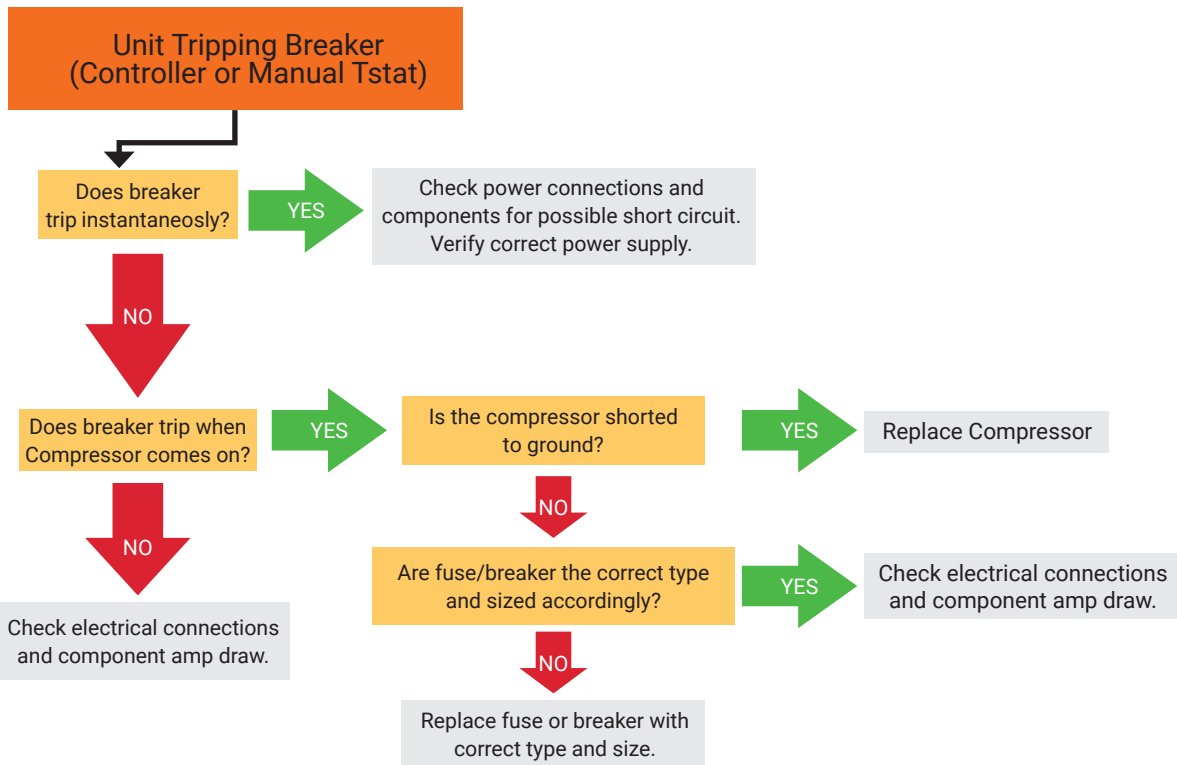 Unit Tripping Breaker
(Controller or Manual Tstat)
Does breaker
trip instantaneosly?
YES
Check power connections and
components for possible short circuit.
Verify correct power supply.
NO
Does breaker trip when
Compressor comes on?
YES
Is the compressor shorted
to ground?
YES
Replace Compressor
NO
NO
Are fuse/breaker the correct type
and sized accordingly?
YES
Check electrical connections
and component amp draw.
Check electrical connections
and component amp draw.
NO
Replace fuse or breaker with
correct type and size.